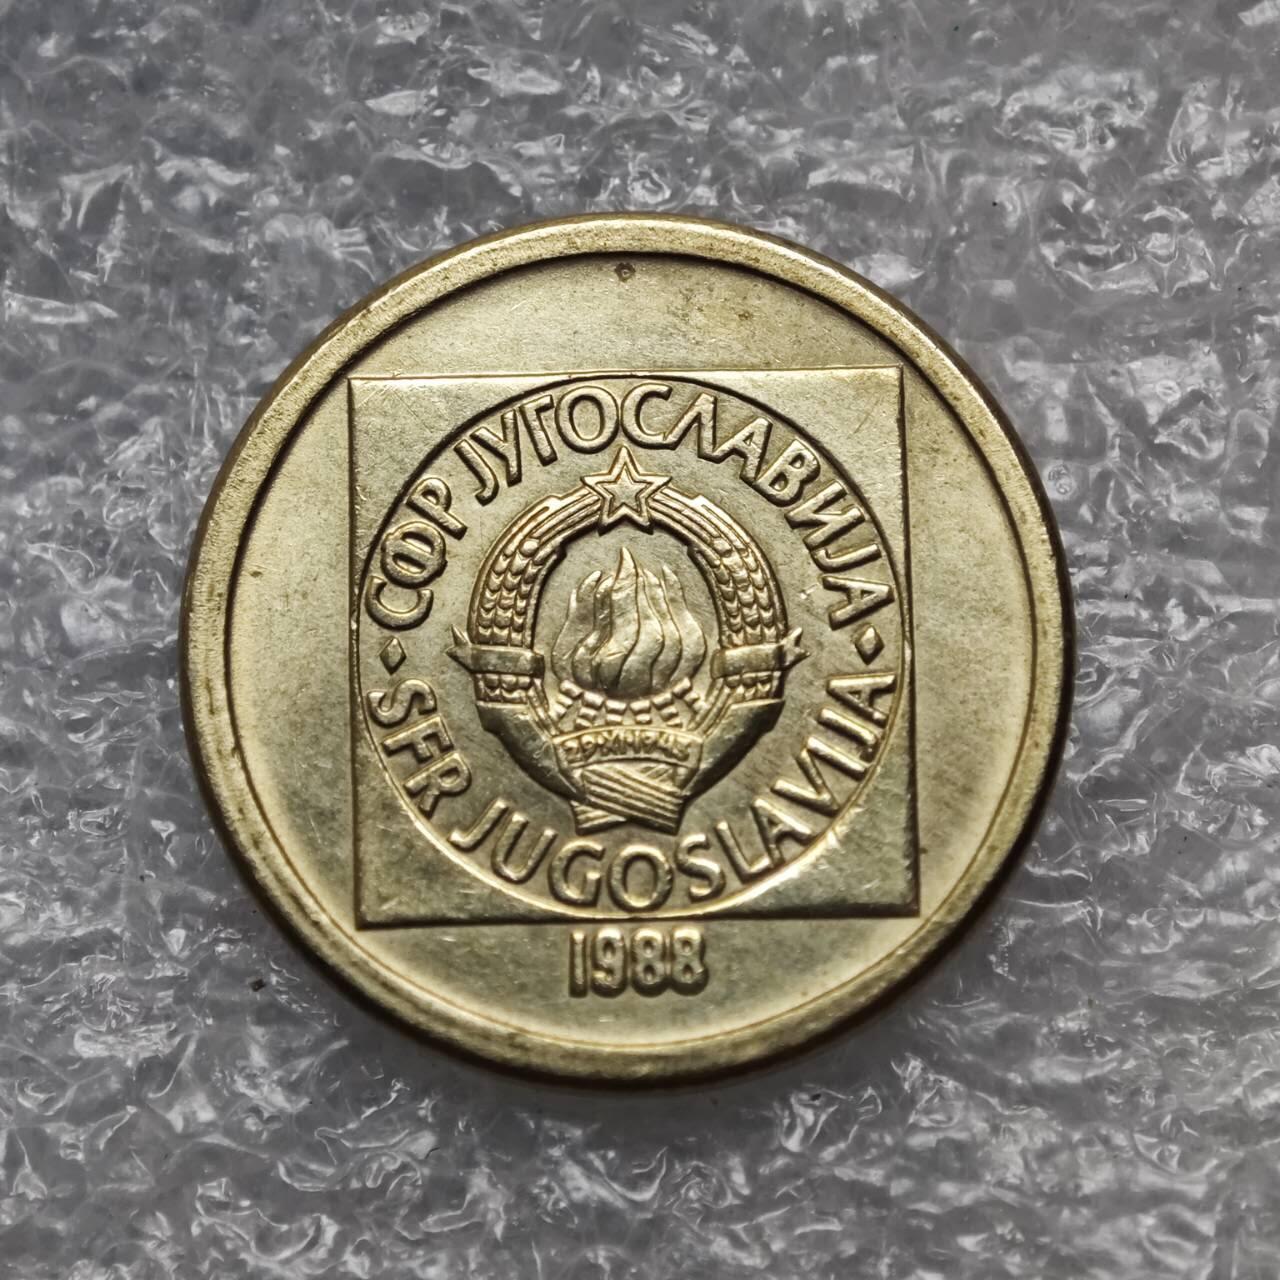 СФР ЈУГОСЛАВИЈА
SFR JUGOSLAVIJA
29·XI·1943
1988